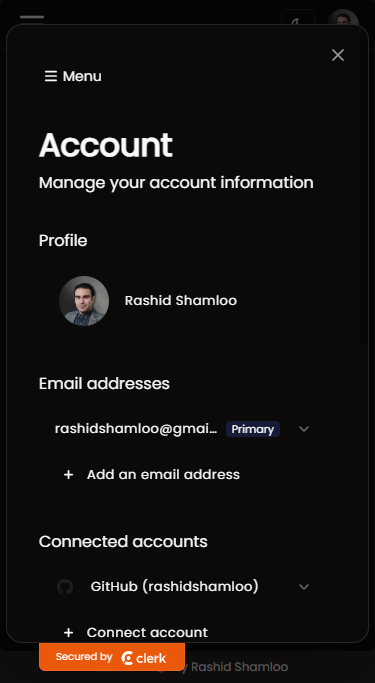 Menu
Account
Manage your account information
Profile
Rashid Shamloo
Email addresses
rashidshamloo@gmai... Primary
+ Add an email address
Connected accounts
GitHub (rashidshamloo)
+ Connect account
Secured by clerk
y Rashid Shamloo